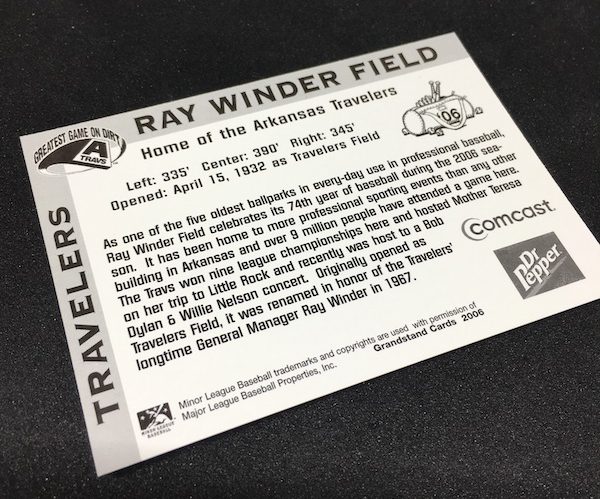 RAY WINDER FIELD
Home of the Arkansas Travelers
GREATEST GAME ON DIRT
A
TRAVS
'06
Left: 335' Center: 390' Right: 345'
Opened: April 15, 1932 as Travelers Field
As one of the five oldest ballparks in every-day use in professional baseball,
Ray Winder Field celebrates its 74th year of baseball during the 2006 sea-
son. It has been home to more professional sporting events than any other
building in Arkansas and over 9 million people have attended a game here.
The Travs won nine league championships here and hosted Mother Teresa
on her trip to Little Rock and recently was host to a Bob
Dylan & Willie Nelson concert. Originally opened as
Travelers Field, it was renamed in honor of the Travelers'
longtime General Manager Ray Winder in 1967.
TRAVELERS
Comcast
Dr Pepper
MINOR LEAGUE
BASEBALL
Minor League Baseball trademarks and copyrights are used with permission of
Major League Baseball Properties, Inc.
Grandstand Cards 2006